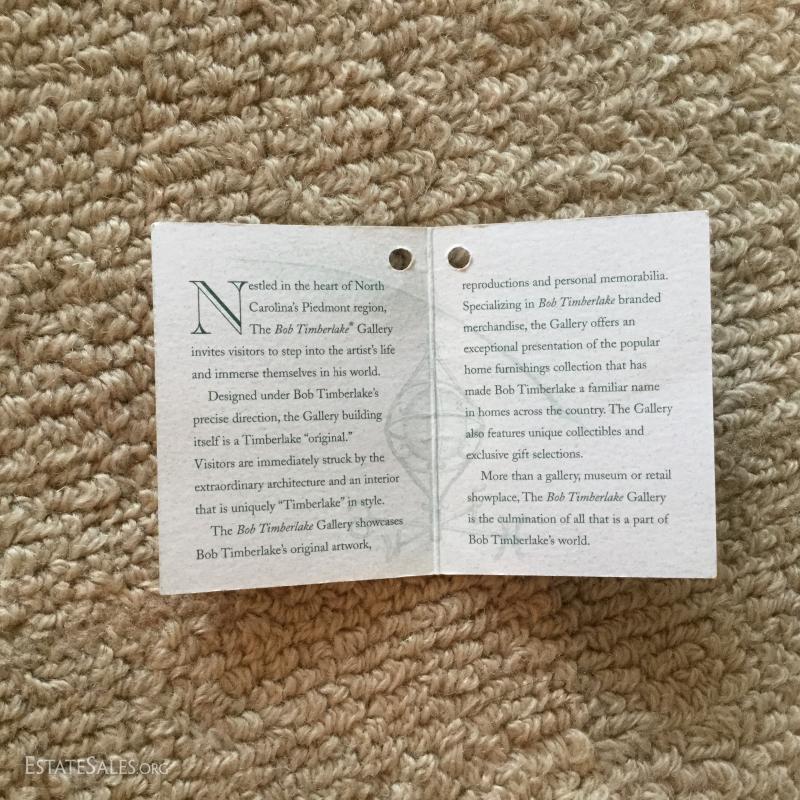 Nestled in the heart of North
Carolina's Piedmont region,
The Bob Timberlake® Gallery
invites visitors to step into the artist's life
and immerse themselves in his world.
Designed under Bob Timberlake's
precise direction, the Gallery building
itself is a Timberlake "original."
Visitors are immediately struck by the
extraordinary architecture and an interior
that is uniquely "Timberlake" in style.
The Bob Timberlake Gallery showcases
Bob Timberlake's original artwork,
reproductions and personal memorabilia.
Specializing in Bob Timberlake branded
merchandise, the Gallery offers an
exceptional presentation of the popular
home furnishings collection that has
made Bob Timberlake a familiar name
in homes across the country. The Gallery
also features unique collectibles and
exclusive gift selections.
More than a gallery, museum or retail
showplace, The Bob Timberlake Gallery
is the culmination of all that is a part of
Bob Timberlake's world.
ESTATESALES.ORG